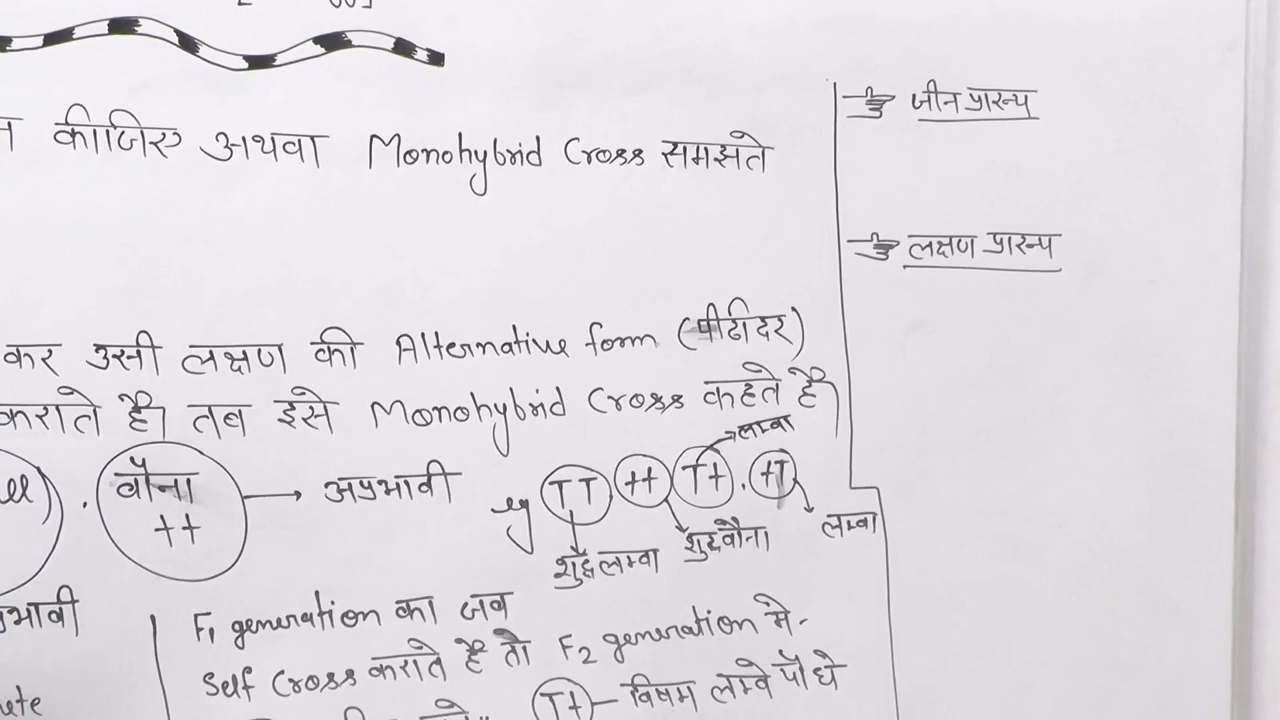 कीजिए अथवा Monohybrid Cross समझते
कर उसी लक्षण की Alternative form (पीटीदर)
कराते है। तब इसे Monohybrid Cross कहते है
बौना → अप्रभावी
tt
eg TT tt Tt . tT
लम्बा
शुद्ध लम्बा
शुद्ध बौना
लम्बा
F1 generation का जब
Self Cross कराते है तो F2 generation मे-
Tt – विषम लम्बे पौधे
जीन प्रारूप
लक्षण प्रारूप